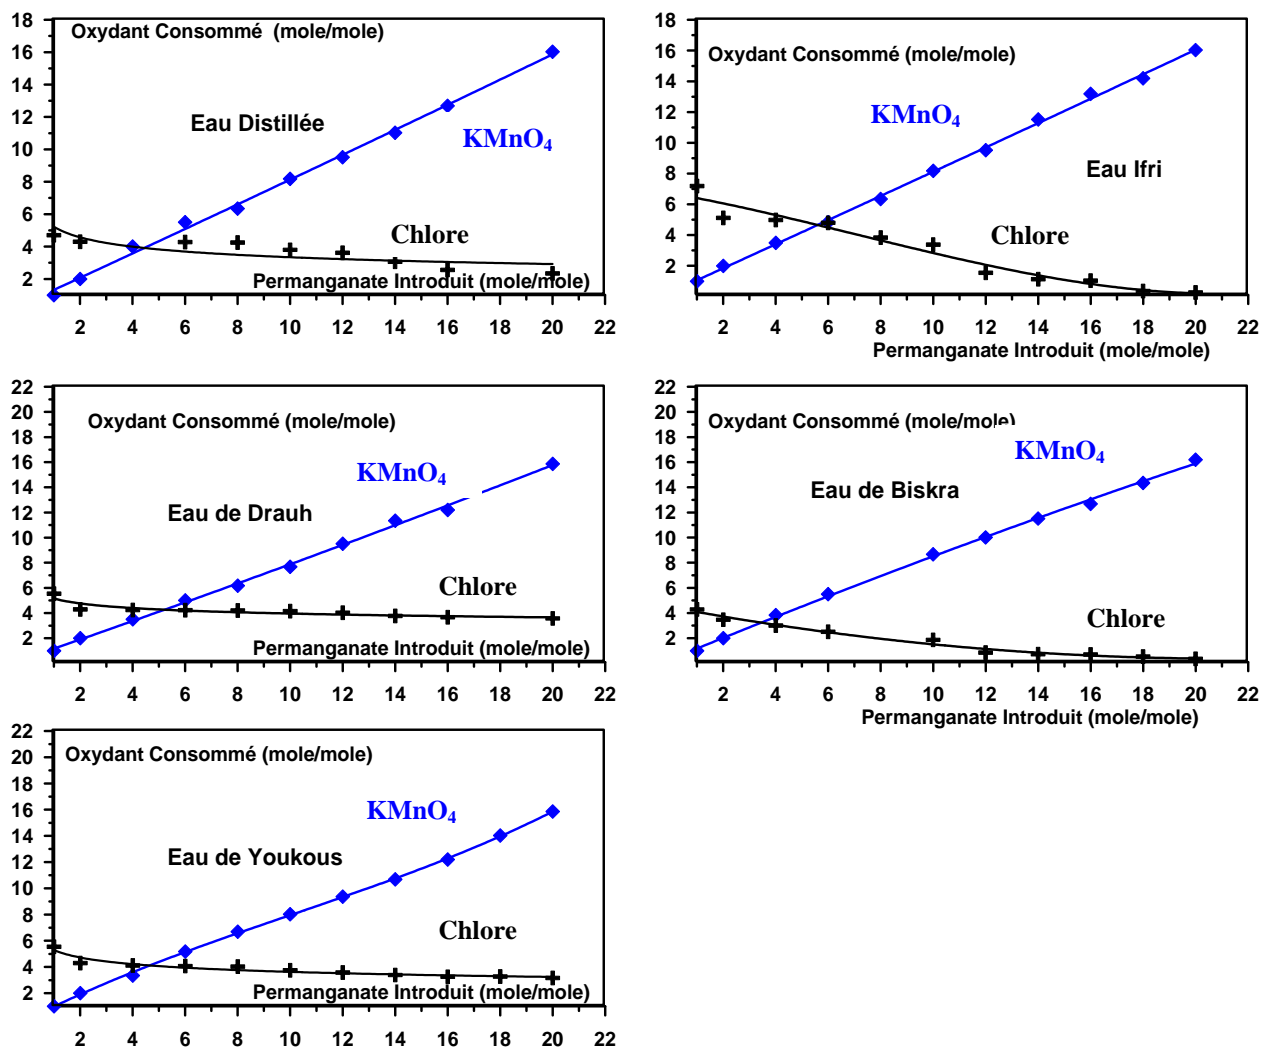 18
16
14
12
10
8
6
4
2
Oxydant Consommé (mole/mole)
Eau Distillée
KMnO4
Chlore
Permanganate Introduit (mole/mole)
2 4 6 8 10 12 14 16 18 20 22
18
16
14
12
10
8
6
4
2
Oxydant Consommé (mole/mole)
KMnO4
Eau Ifri
Chlore
2 4 6 8 10 12 14 16 18 20 22
Permanganate Introduit (mole/mole)
22
20
18
16
14
12
10
8
6
4
2
Oxydant Consommé (mole/mole)
KMnO4
Eau de Drauh
Chlore
Permanganate Introduit (mole/mole)
2 4 6 8 10 12 14 16 18 20 22
22
20
18
16
14
12
10
8
6
4
2
Oxydant Consommé (mole/mole)
KMnO4
Eau de Biskra
Chlore
2 4 6 8 10 12 14 16 18 20 22
Permanganate Introduit (mole/mole)
22
20
18
16
14
12
10
8
6
4
2
Oxydant Consommé (mole/mole)
KMnO4
Eau de Youkous
Chlore
Permanganate Introduit (mole/mole)
2 4 6 8 10 12 14 16 18 20 22